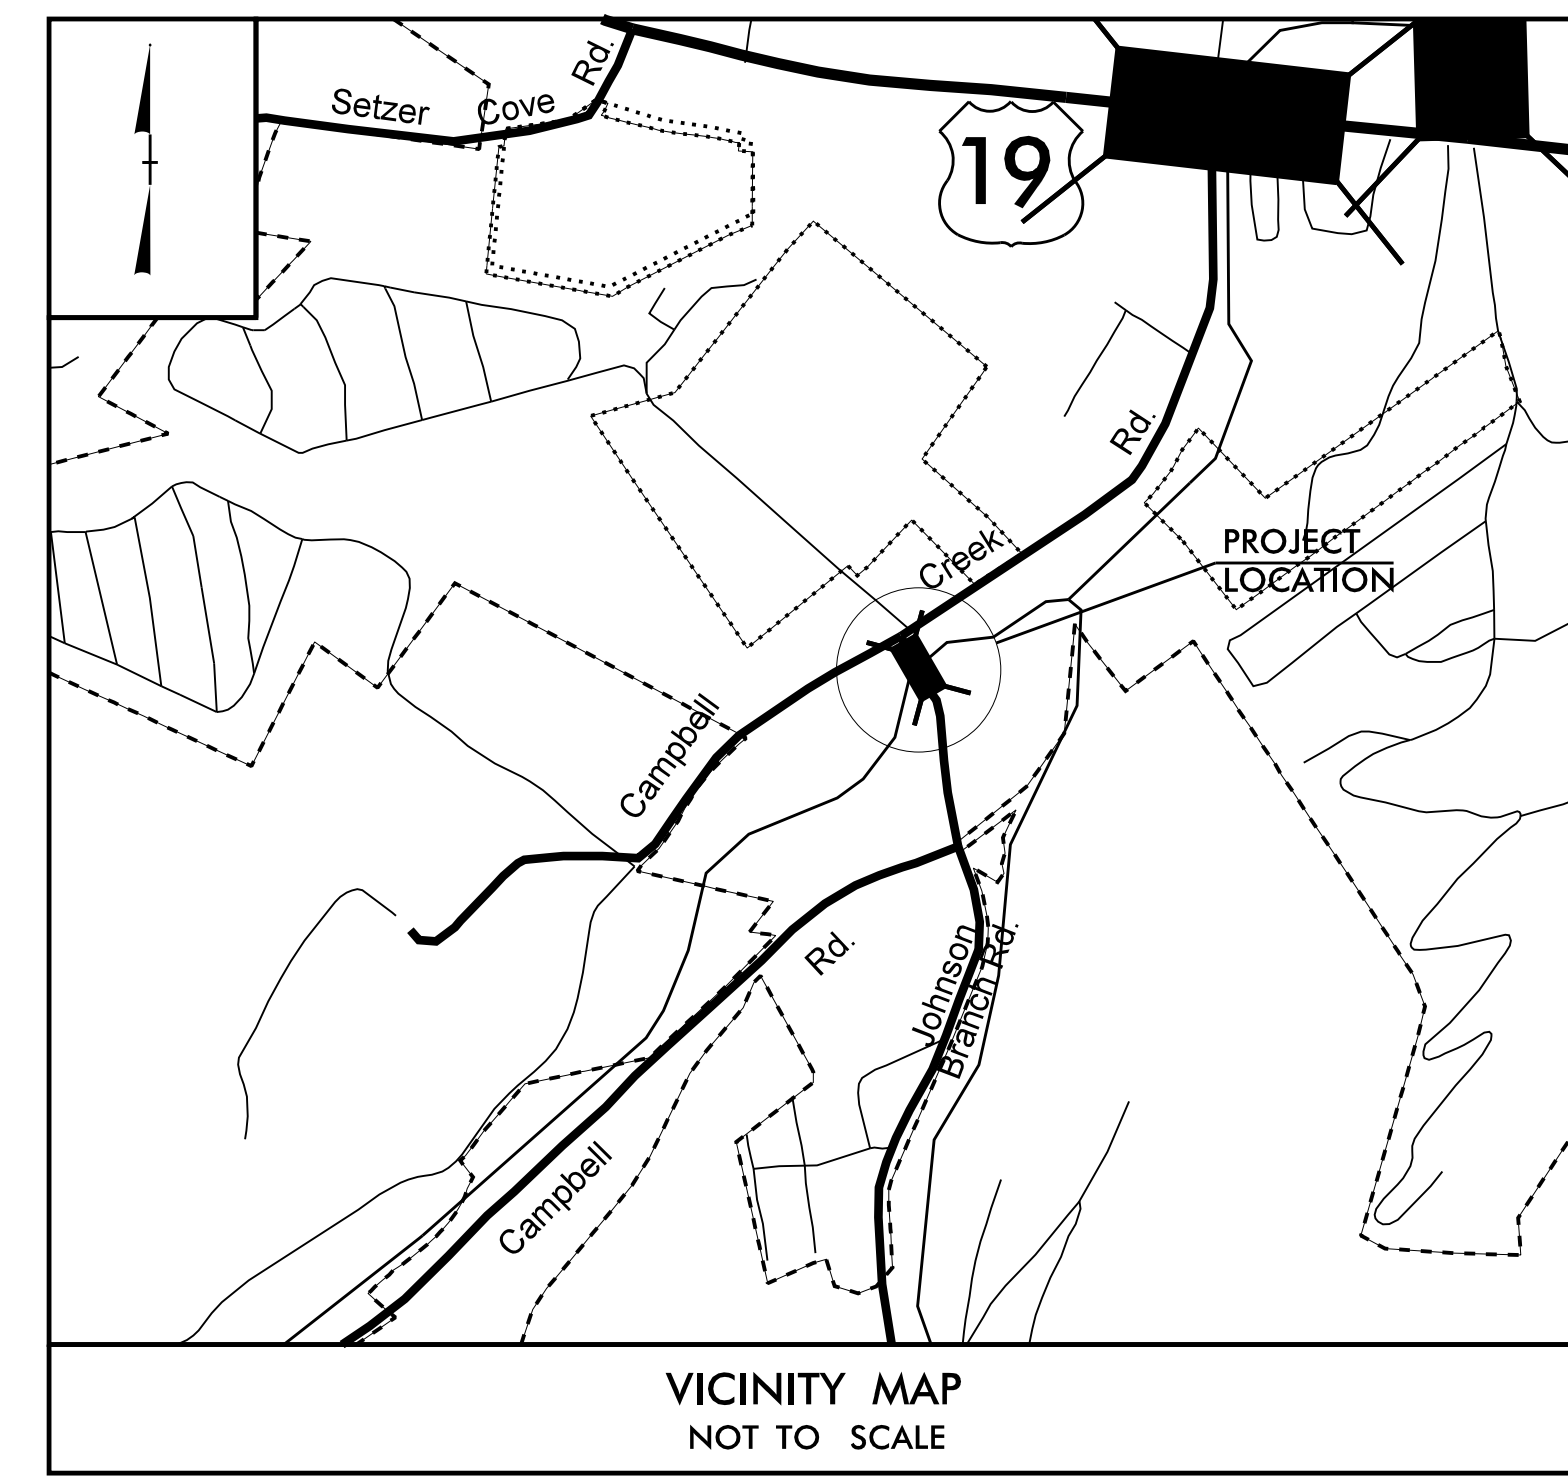 Setzer Cove Rd.
19
Campbell Creek Rd.
PROJECT
LOCATION
Campbell Rd.
Johnson
Branch Rd.
VICINITY MAP
NOT TO SCALE